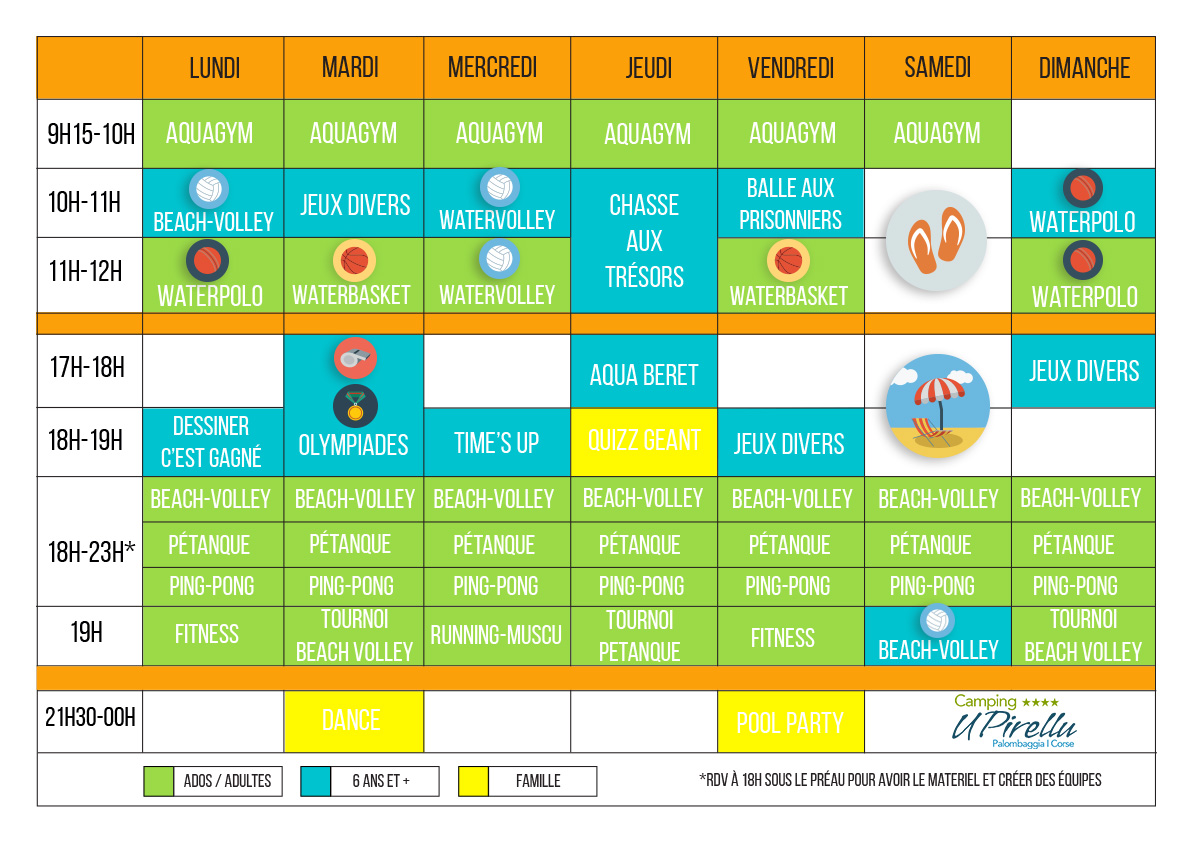 LUNDI MARDI MERCREDI JEUDI VENDREDI SAMEDI DIMANCHE
9H15-10H AQUAGYM AQUAGYM AQUAGYM AQUAGYM AQUAGYM AQUAGYM
10H-11H BEACH-VOLLEY JEUX DIVERS WATERVOLLEY CHASSE
AUX
TRÉSORS
BALLE AUX
PRISONNIERS
WATERPOLO
11H-12H WATERPOLO WATERBASKET WATERVOLLEY WATERBASKET WATERPOLO
17H-18H AQUA BERET JEUX DIVERS
18H-19H DESSINER
C'EST GAGNÉ
OLYMPIADES TIME'S UP QUIZZ GEANT JEUX DIVERS
18H-23H* BEACH-VOLLEY BEACH-VOLLEY BEACH-VOLLEY BEACH-VOLLEY BEACH-VOLLEY BEACH-VOLLEY BEACH-VOLLEY
PÉTANQUE PÉTANQUE PÉTANQUE PÉTANQUE PÉTANQUE PÉTANQUE PÉTANQUE
PING-PONG PING-PONG PING-PONG PING-PONG PING-PONG PING-PONG PING-PONG
19H FITNESS TOURNOI
BEACH VOLLEY
RUNNING-MUSCU TOURNOI
PETANQUE
FITNESS BEACH-VOLLEY TOURNOI
BEACH VOLLEY
21H30-00H DANCE POOL PARTY
Camping ★★★★
U Pirellu
Palombaggia | Corse
ADOS / ADULTES 6 ANS ET + FAMILLE *RDV À 18H SOUS LE PRÉAU POUR AVOIR LE MATERIEL ET CRÉER DES ÉQUIPES